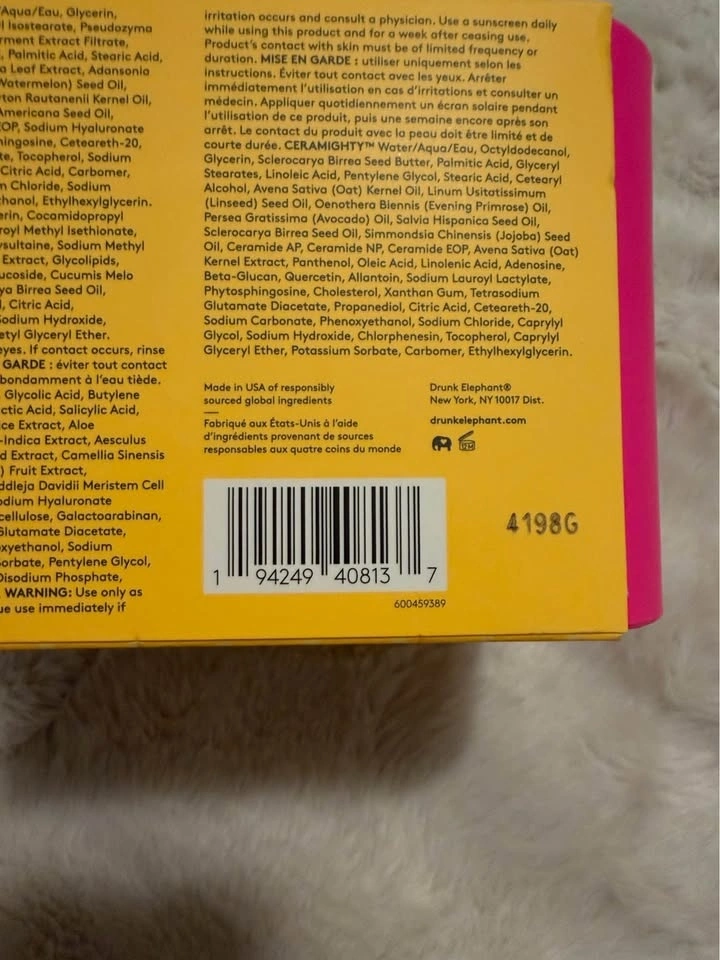 /Aqua/Eau, Glycerin,
l Isostearate, Pseudozyma
rment Extract Filtrate,
, Palmitic Acid, Stearic Acid,
a Leaf Extract, Adansonia
Watermelon) Seed Oil,
ton Rautanenii Kernel Oil,
Americana Seed Oil,
EOP, Sodium Hyaluronate
hingosine, Ceteareth-20,
te, Tocopherol, Sodium
Citric Acid, Carbomer,
m Chloride, Sodium
thanol, Ethylhexylglycerin.
erin, Cocamidopropyl
royl Methyl Isethionate,
ysultaine, Sodium Methyl
Extract, Glycolipids,
ucoside, Cucumis Melo
ya Birrea Seed Oil,
l, Citric Acid,
Sodium Hydroxide,
etyl Glyceryl Ether.
eyes. If contact occurs, rinse
GARDE : éviter tout contact
bondamment à l'eau tiède.
Glycolic Acid, Butylene
ctic Acid, Salicylic Acid,
ice Extract, Aloe
-Indica Extract, Aesculus
d Extract, Camellia Sinensis
) Fruit Extract,
ddleja Davidii Meristem Cell
odium Hyaluronate
cellulose, Galactoarabinan,
Glutamate Diacetate,
oxyethanol, Sodium
Sorbate, Pentylene Glycol,
Disodium Phosphate,
WARNING: Use only as
ue use immediately if
irritation occurs and consult a physician. Use a sunscreen daily
while using this product and for a week after ceasing use.
Product's contact with skin must be of limited frequency or
duration. MISE EN GARDE : utiliser uniquement selon les
instructions. Éviter tout contact avec les yeux. Arrêter
immédiatement l'utilisation en cas d'irritations et consulter un
médecin. Appliquer quotidiennement un écran solaire pendant
l'utilisation de ce produit, puis une semaine encore après son
arrêt. Le contact du produit avec la peau doit être limité et de
courte durée. CERAMIGHTY™ Water/Aqua/Eau, Octyldodecanol,
Glycerin, Sclerocarya Birrea Seed Butter, Palmitic Acid, Glyceryl
Stearates, Linoleic Acid, Pentylene Glycol, Stearic Acid, Cetearyl
Alcohol, Avena Sativa (Oat) Kernel Oil, Linum Usitatissimum
(Linseed) Seed Oil, Oenothera Biennis (Evening Primrose) Oil,
Persea Gratissima (Avocado) Oil, Salvia Hispanica Seed Oil,
Sclerocarya Birrea Seed Oil, Simmondsia Chinensis (Jojoba) Seed
Oil, Ceramide AP, Ceramide NP, Ceramide EOP, Avena Sativa (Oat)
Kernel Extract, Panthenol, Oleic Acid, Linolenic Acid, Adenosine,
Beta-Glucan, Quercetin, Allantoin, Sodium Lauroyl Lactylate,
Phytosphingosine, Cholesterol, Xanthan Gum, Tetrasodium
Glutamate Diacetate, Propanediol, Citric Acid, Ceteareth-20,
Sodium Carbonate, Phenoxyethanol, Sodium Chloride, Caprylyl
Glycol, Sodium Hydroxide, Chlorphenesin, Tocopherol, Caprylyl
Glyceryl Ether, Potassium Sorbate, Carbomer, Ethylhexylglycerin.
Made in USA of responsibly
sourced global ingredients
Fabriqué aux États-Unis à l'aide
d'ingrédients provenant de sources
responsables aux quatre coins du monde
Drunk Elephant®
New York, NY 10017 Dist.
drunkelephant.com
4198G
1 94249 40813 7
600459389